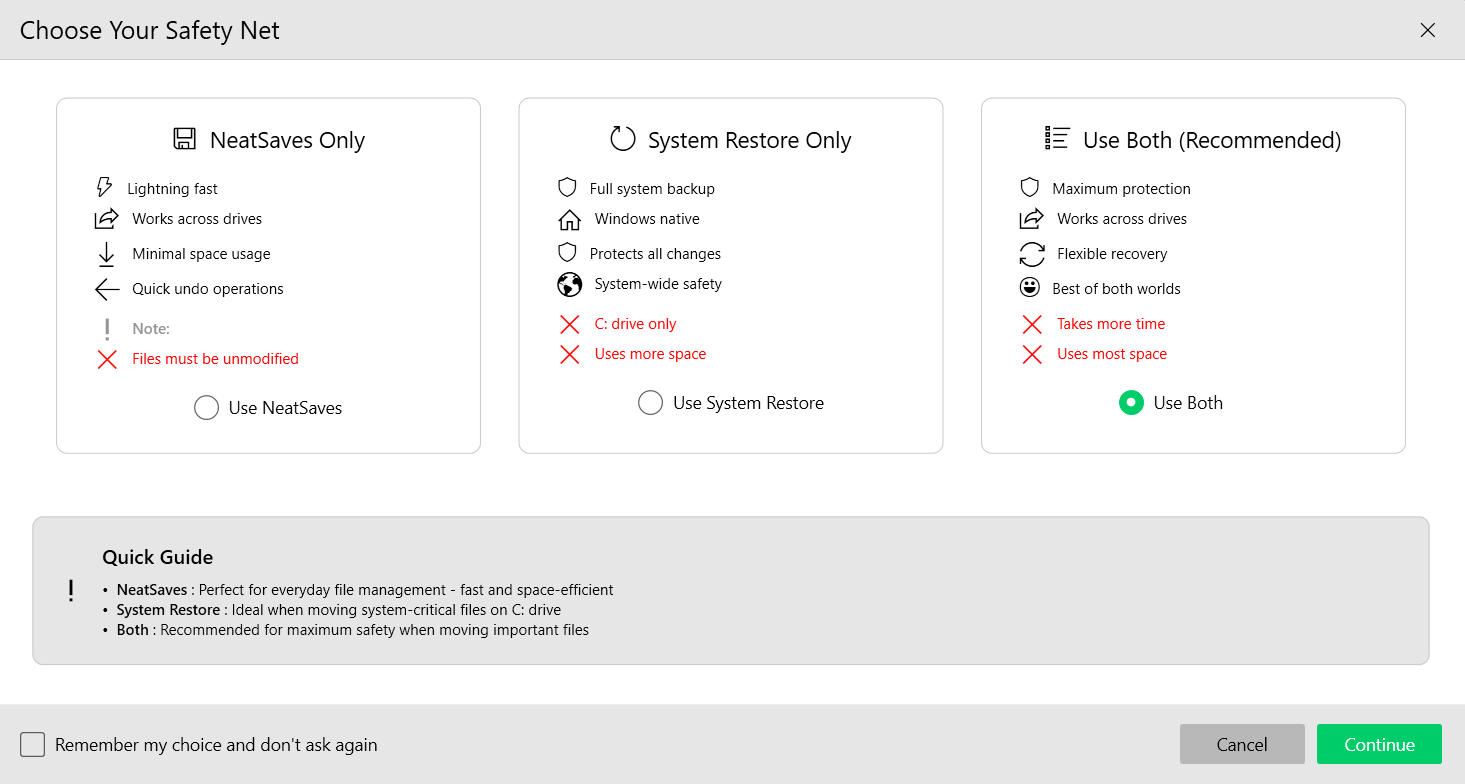 Choose Your Safety Net
NeatSaves Only
Lightning fast
Works across drives
Minimal space usage
Quick undo operations
Note:
Files must be unmodified
Use NeatSaves
System Restore Only
Full system backup
Windows native
Protects all changes
System-wide safety
C: drive only
Uses more space
Use System Restore
Use Both (Recommended)
Maximum protection
Works across drives
Flexible recovery
Best of both worlds
Takes more time
Uses most space
Use Both
Quick Guide
• NeatSaves : Perfect for everyday file management - fast and space-efficient
• System Restore : Ideal when moving system-critical files on C: drive
• Both : Recommended for maximum safety when moving important files
Remember my choice and don't ask again
Cancel
Continue